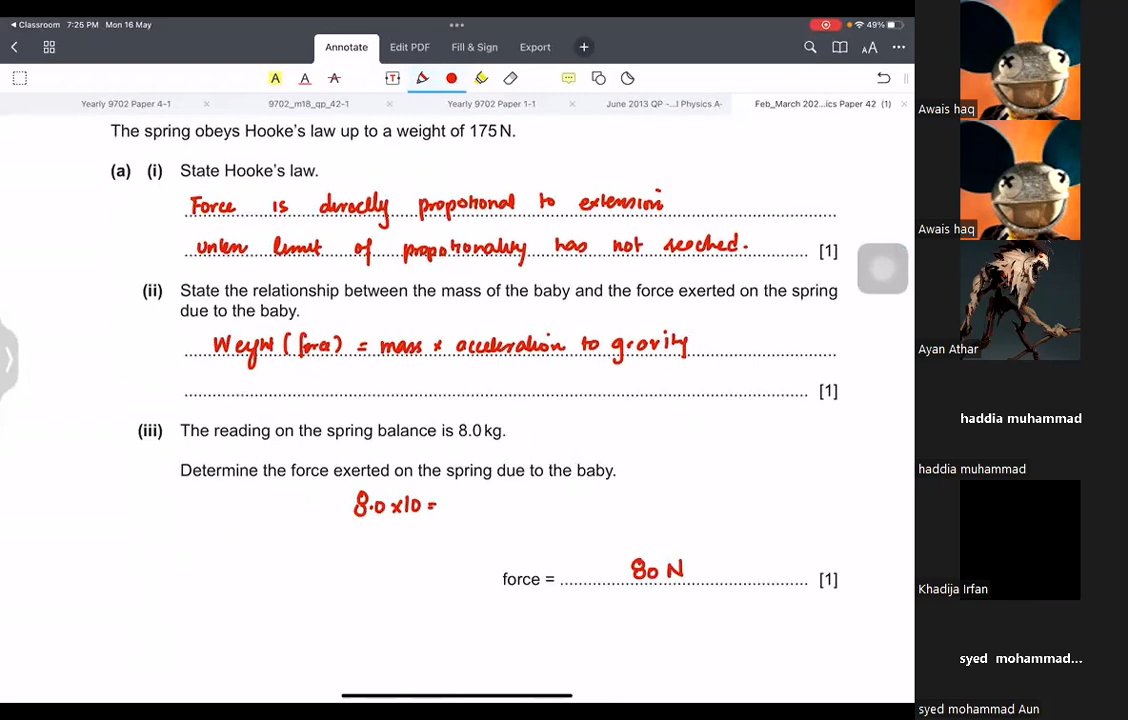 Classroom 7:26 PM Mon 16 May
49%
Annotate Edit PDF Fill & Sign Export
Yearly 9702 Paper 4-1
9702_m18_qp_42-1
Yearly 9702 Paper 1-1
June 2013 QP -...l Physics A-
Feb_March 202...ics Paper 42 (1)
The spring obeys Hooke's law up to a weight of 175 N.
(a) (i) State Hooke's law.
Force is directly propotional to extension
unless limit of propotionality has not reached. [1]
(ii) State the relationship between the mass of the baby and the force exerted on the spring
due to the baby.
Weight (force) = mass × acceleration to gravity
[1]
(iii) The reading on the spring balance is 8.0 kg.
Determine the force exerted on the spring due to the baby.
8.0 × 10 =
force = 80 N [1]
Awais haq
Awais haq
Ayan Athar
haddia muhammad
haddia muhammad
Khadija Irfan
syed mohammad...
syed mohammad Aun